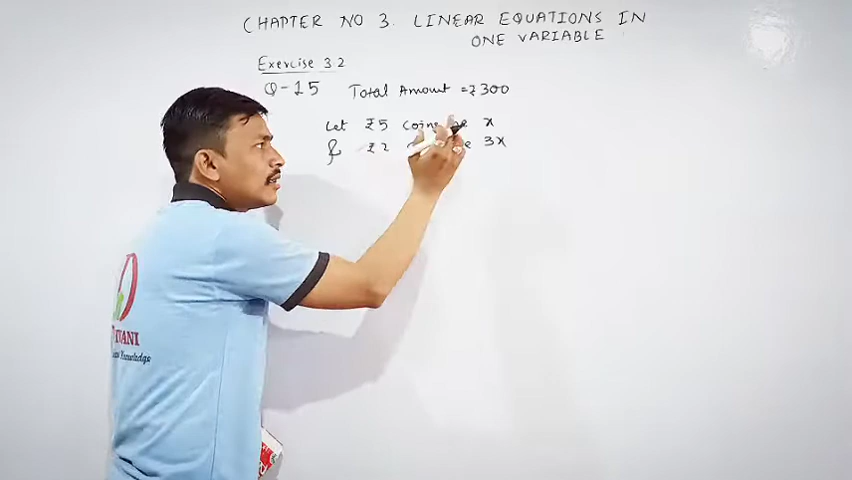 CHAPTER NO 3. LINEAR EQUATIONS IN
ONE VARIABLE
Exercise 3.2
Q-15 Total Amount = ₹300
Let ₹5 coins be x
& ₹2 3x
Knowledge